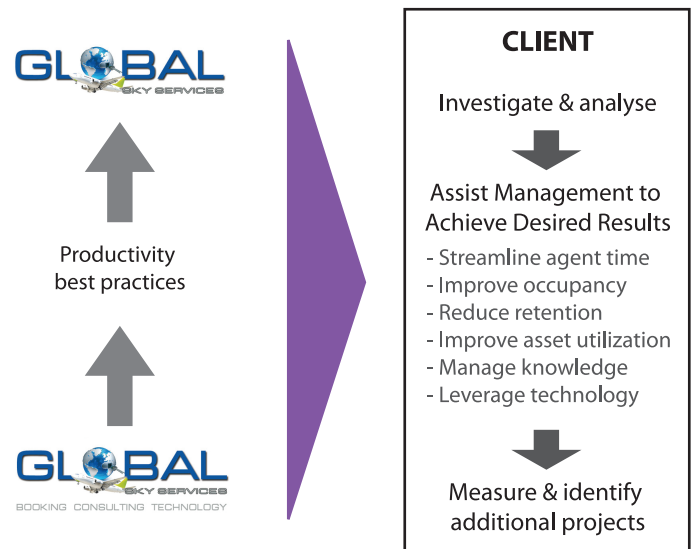 GLOBAL
SKY SERVICES
Productivity
best practices
GLOBAL
SKY SERVICES
BOOKING CONSULTING TECHNOLOGY
CLIENT
Investigate & analyse
Assist Management to
Achieve Desired Results
- Streamline agent time
- Improve occupancy
- Reduce retention
- Improve asset utilization
- Manage knowledge
- Leverage technology
Measure & identify
additional projects